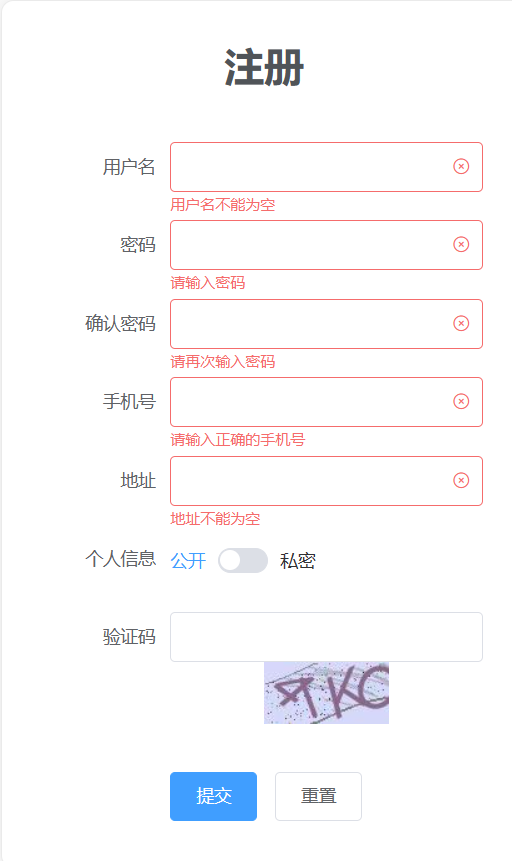 注册
用户名
用户名不能为空
密码
请输入密码
确认密码
请再次输入密码
手机号
请输入正确的手机号
地址
地址不能为空
个人信息 公开 私密
验证码
提交 重置